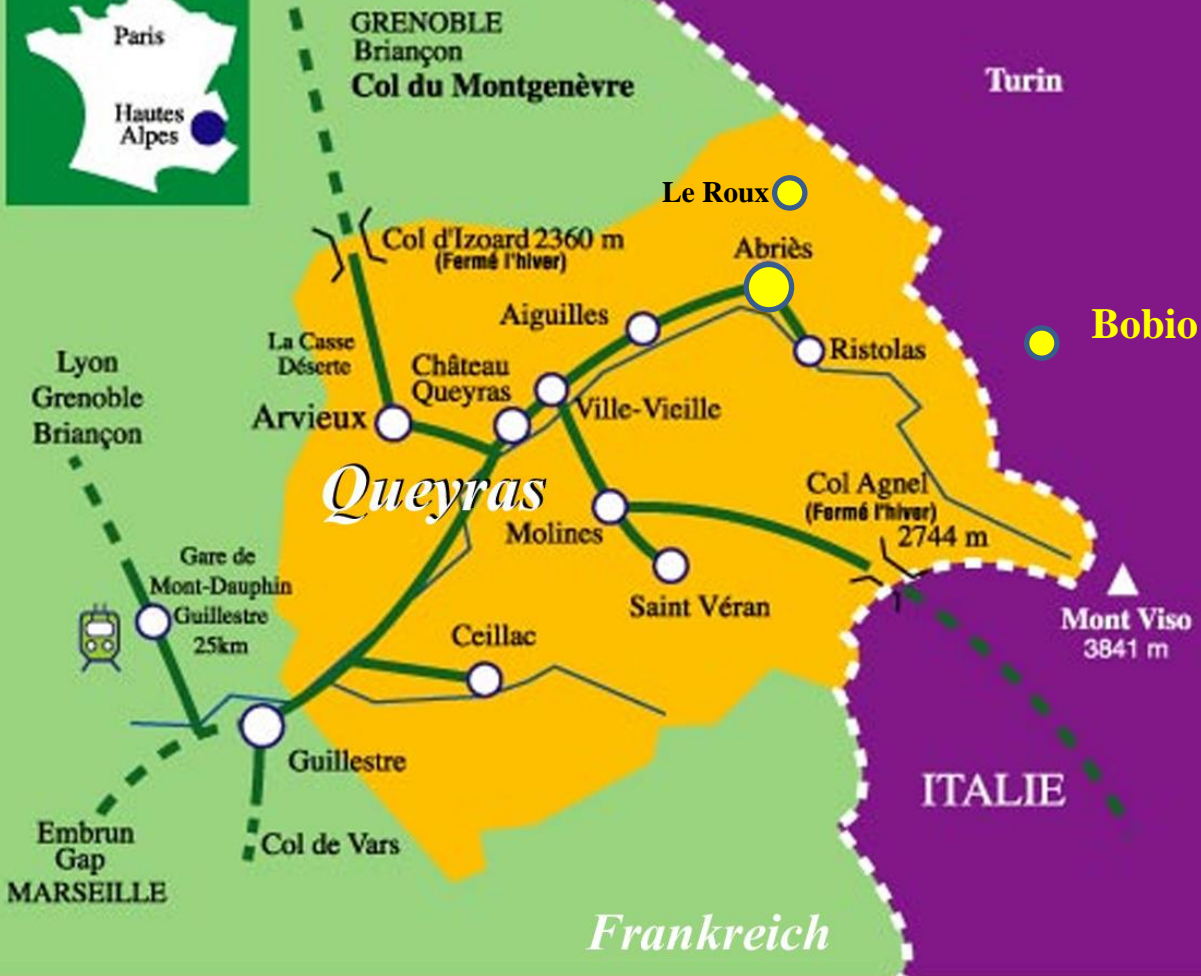 Paris
Hautes
Alpes
GRENOBLE
Briançon
Col du Montgenèvre
Turin
Le Roux
Col d'Izoard 2360 m
(Fermé l'hiver)
Abriès
Aiguilles
Bobio
La Casse
Déserte
Château
Queyras
Ristolas
Lyon
Grenoble
Briançon
Arvieux
Ville-Vieille
Queyras
Col Agnel
(Fermé l'hiver)
2744 m
Molines
Gare de
Mont-Dauphin
Guillestre
25km
Saint Véran
Mont Viso
3841 m
Ceillac
Guillestre
ITALIE
Embrun
Gap
MARSEILLE
Col de Vars
Frankreich